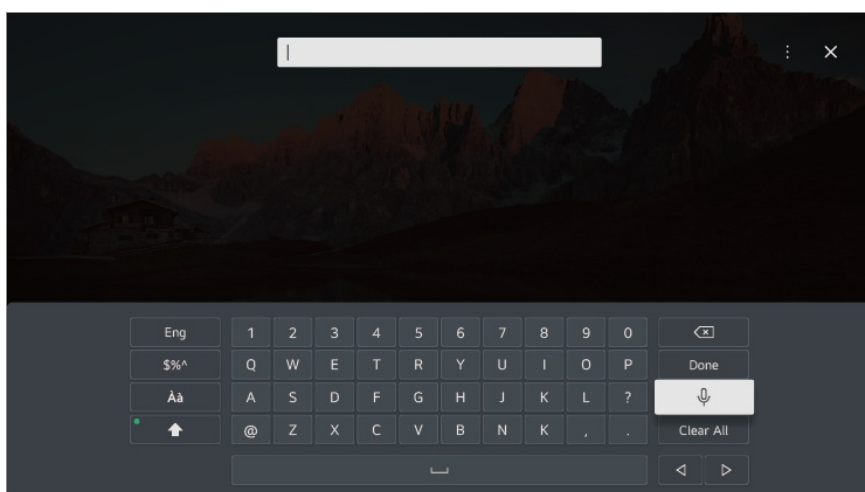 Eng 1 2 3 4 5 6 7 8 9 0
$%^ Q W E T R Y U I O P Done
Àà A S D F G H J K L ?
@ Z X C V B N K , . Clear All